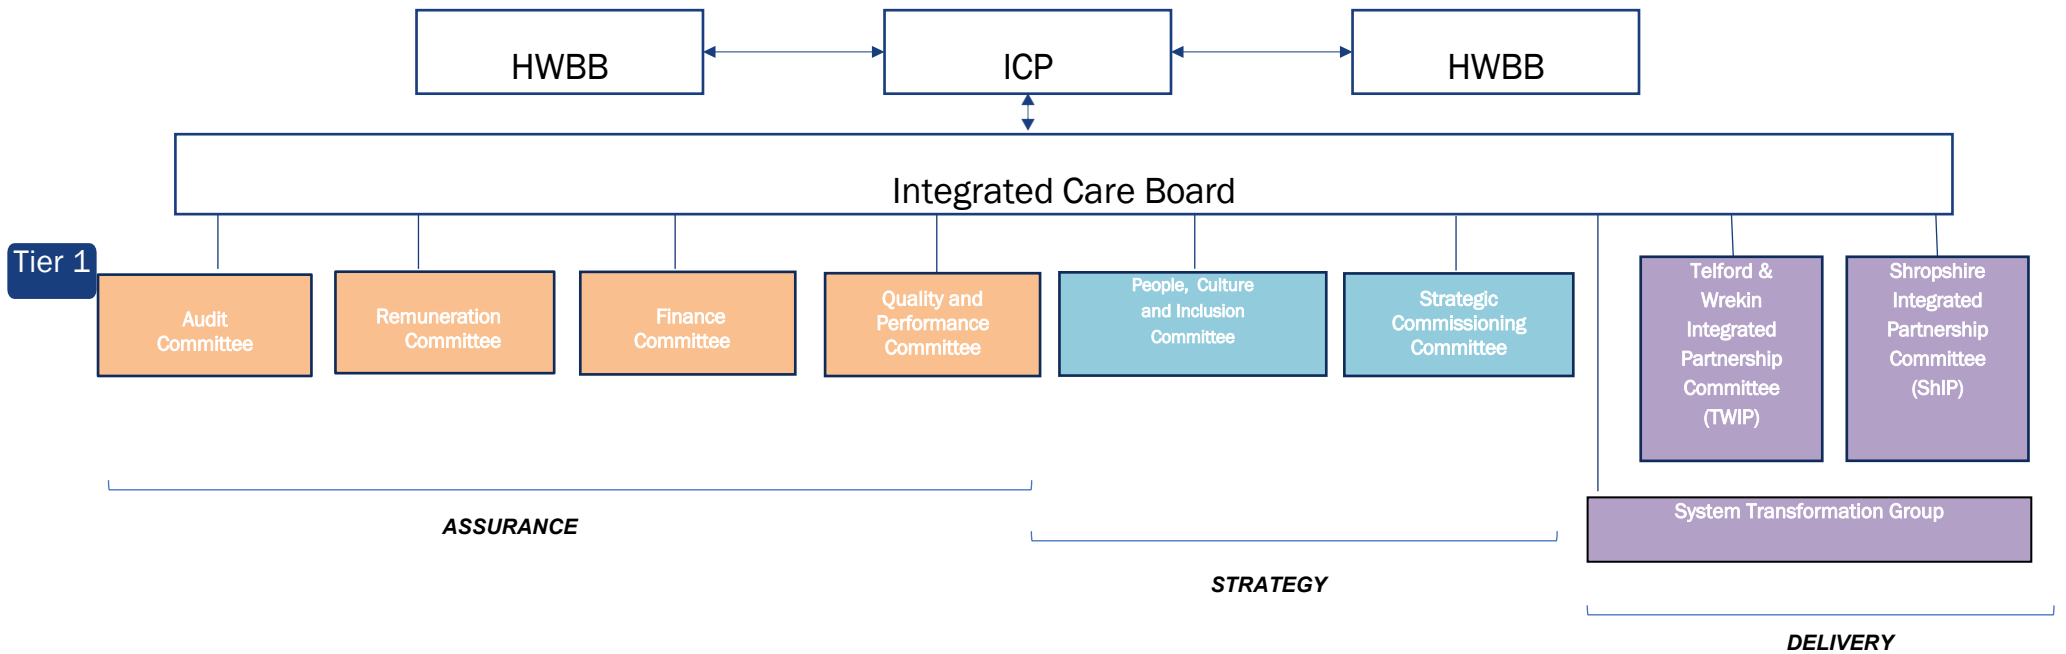 HWBB
ICP
HWBB
Integrated Care Board
Tier 1
Audit
Committee
Remuneration
Committee
Finance
Committee
Quality and
Performance
Committee
People, Culture
and Inclusion
Committee
Strategic
Commissioning
Committee
Telford &
Wrekin
Integrated
Partnership
Committee
(TWIP)
Shropshire
Integrated
Partnership
Committee
(ShIP)
System Transformation Group
ASSURANCE
STRATEGY
DELIVERY